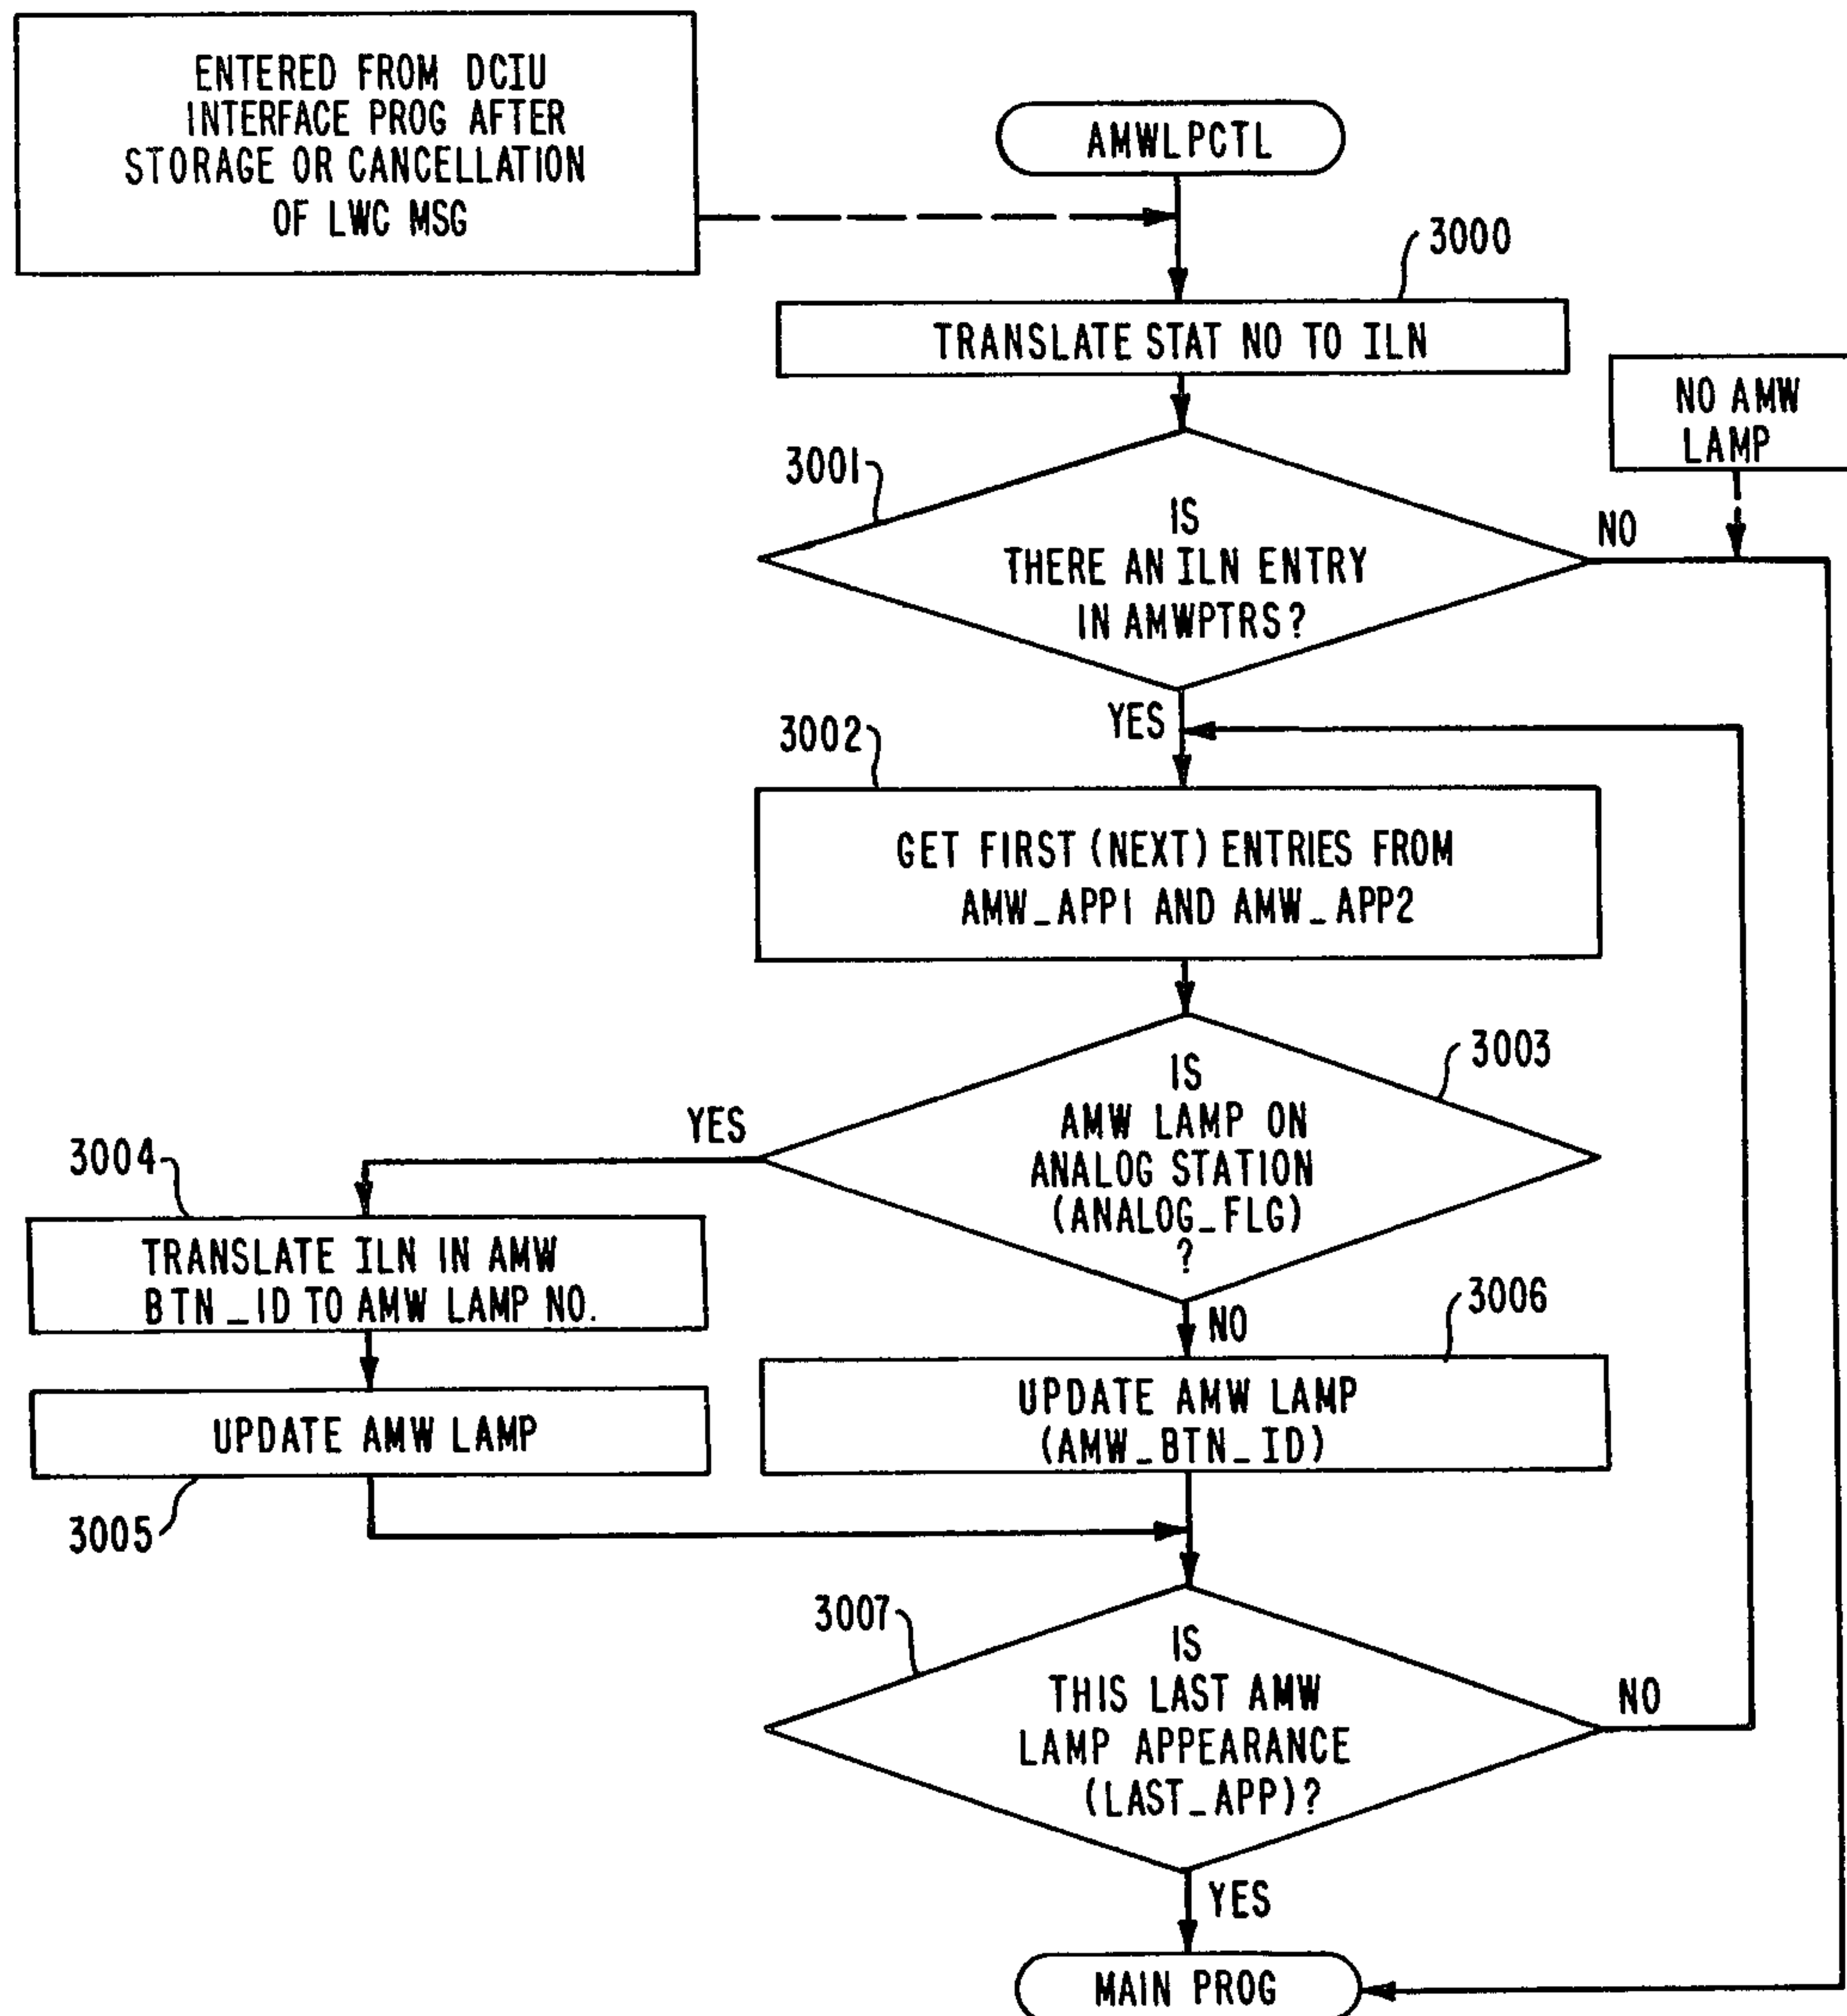 ENTERED FROM DCIU
INTERFACE PROG AFTER
STORAGE OR CANCELLATION
OF LWC MSG
AMWLPCTL
3000
TRANSLATE STAT NO TO ILN
NO AMW
LAMP
3001
IS
THERE AN ILN ENTRY
IN AMWPTRS?
NO
YES
3002
GET FIRST (NEXT) ENTRIES FROM
AMW_APP1 AND AMW_APP2
3003
IS
AMW LAMP ON
ANALOG STATION
(ANALOG_FLG)
?
YES
3004
TRANSLATE ILN IN AMW
BTN_ID TO AMW LAMP NO.
NO
3006
UPDATE AMW LAMP
(AMW_BTN_ID)
UPDATE AMW LAMP
3005
3007
IS
THIS LAST AMW
LAMP APPEARANCE
(LAST_APP)?
NO
YES
MAIN PROG